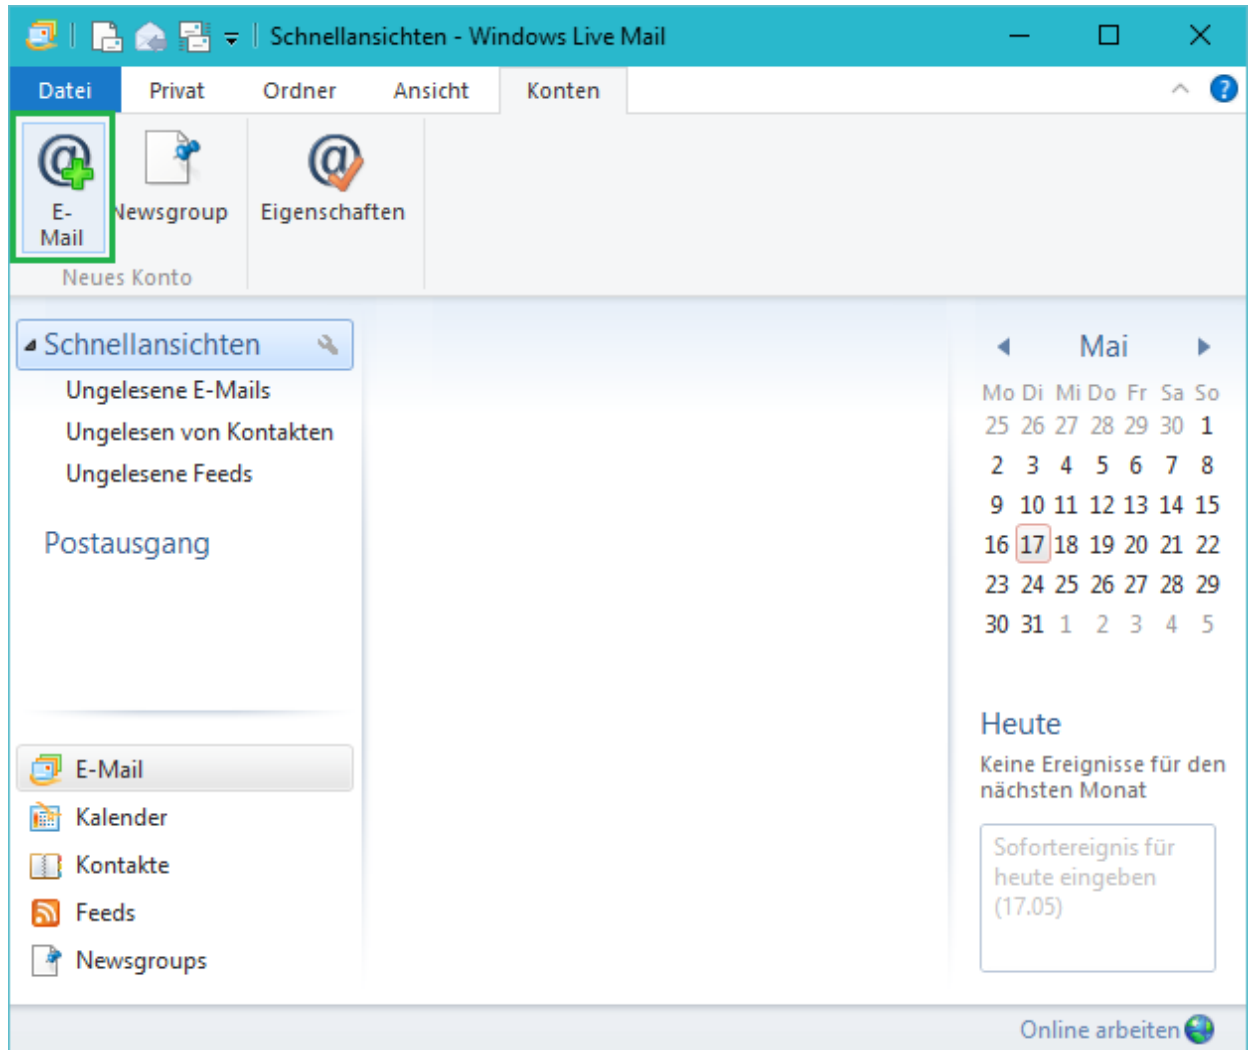 Schnellansichten - Windows Live Mail
Datei Privat Ordner Ansicht Konten
E-
Mail
Newsgroup
Eigenschaften
Neues Konto
Schnellansichten
Ungelesene E-Mails
Ungelesen von Kontakten
Ungelesene Feeds
Postausgang
E-Mail
Kalender
Kontakte
Feeds
Newsgroups
Mai
Mo Di Mi Do Fr Sa So
25 26 27 28 29 30 1
2 3 4 5 6 7 8
9 10 11 12 13 14 15
16 17 18 19 20 21 22
23 24 25 26 27 28 29
30 31 1 2 3 4 5
Heute
Keine Ereignisse für den
nächsten Monat
Sofortereignis für
heute eingeben
(17.05)
Online arbeiten